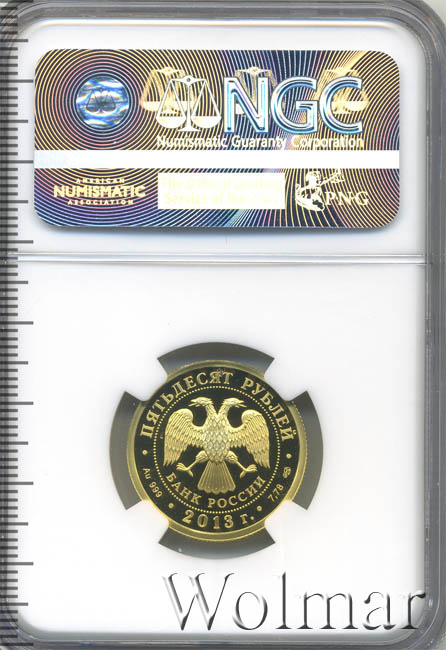 NGC
Numismatic Guaranty Corporation
AMERICAN
NUMISMATIC
ASSOCIATION
PNG
ПЯТЬДЕСЯТ РУБЛЕЙ
БАНК РОССИИ
Au 999
7,78
• 2013 г. •
Wolmar